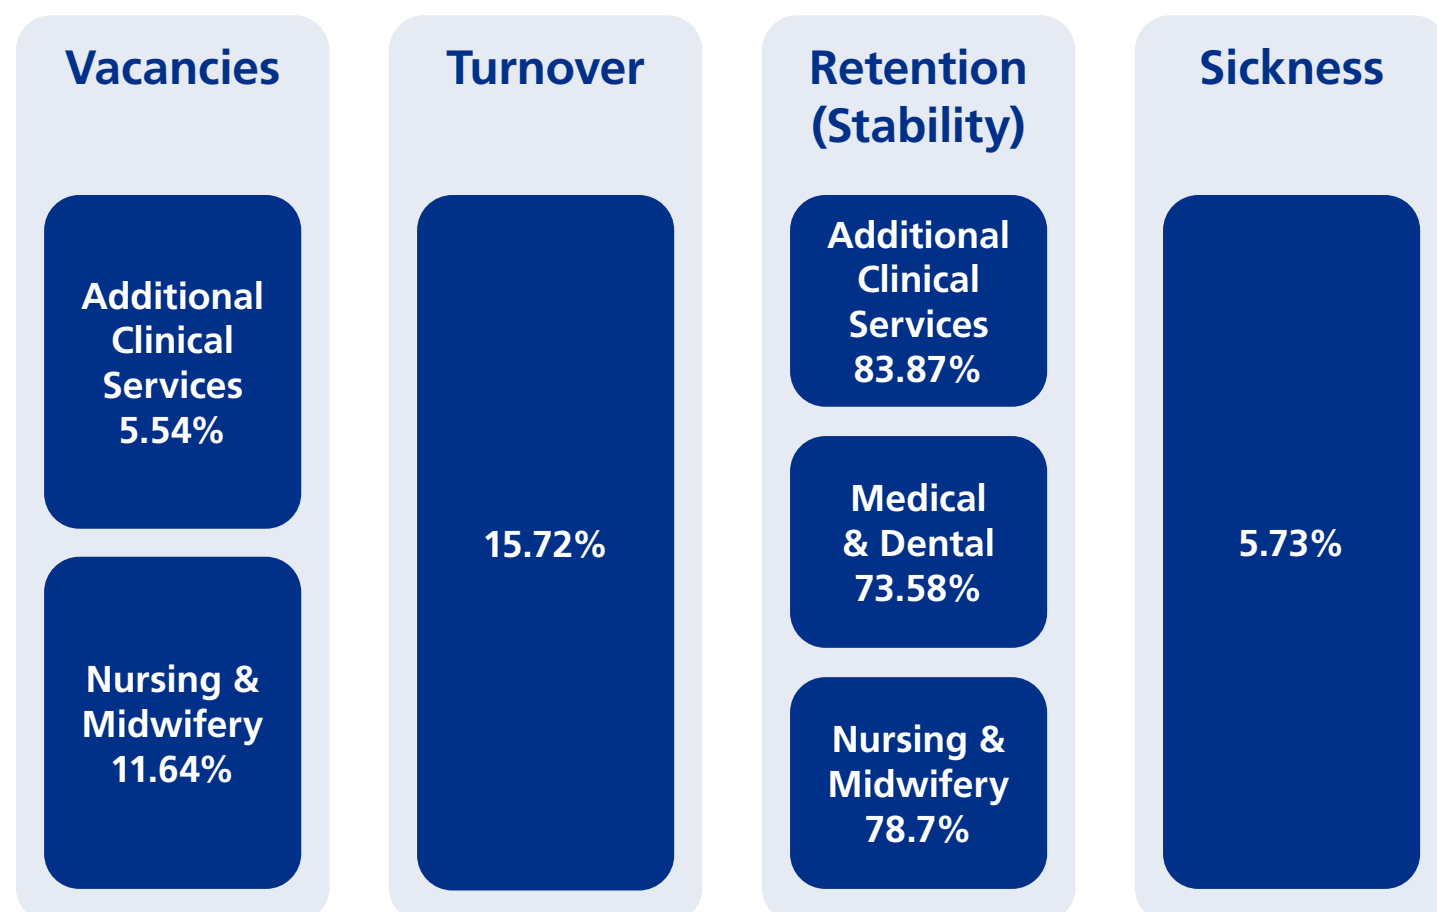 Vacancies
Additional
Clinical
Services
5.54%
Nursing &
Midwifery
11.64%
Turnover
15.72%
Retention
(Stability)
Additional
Clinical
Services
83.87%
Medical
& Dental
73.58%
Nursing &
Midwifery
78.7%
Sickness
5.73%